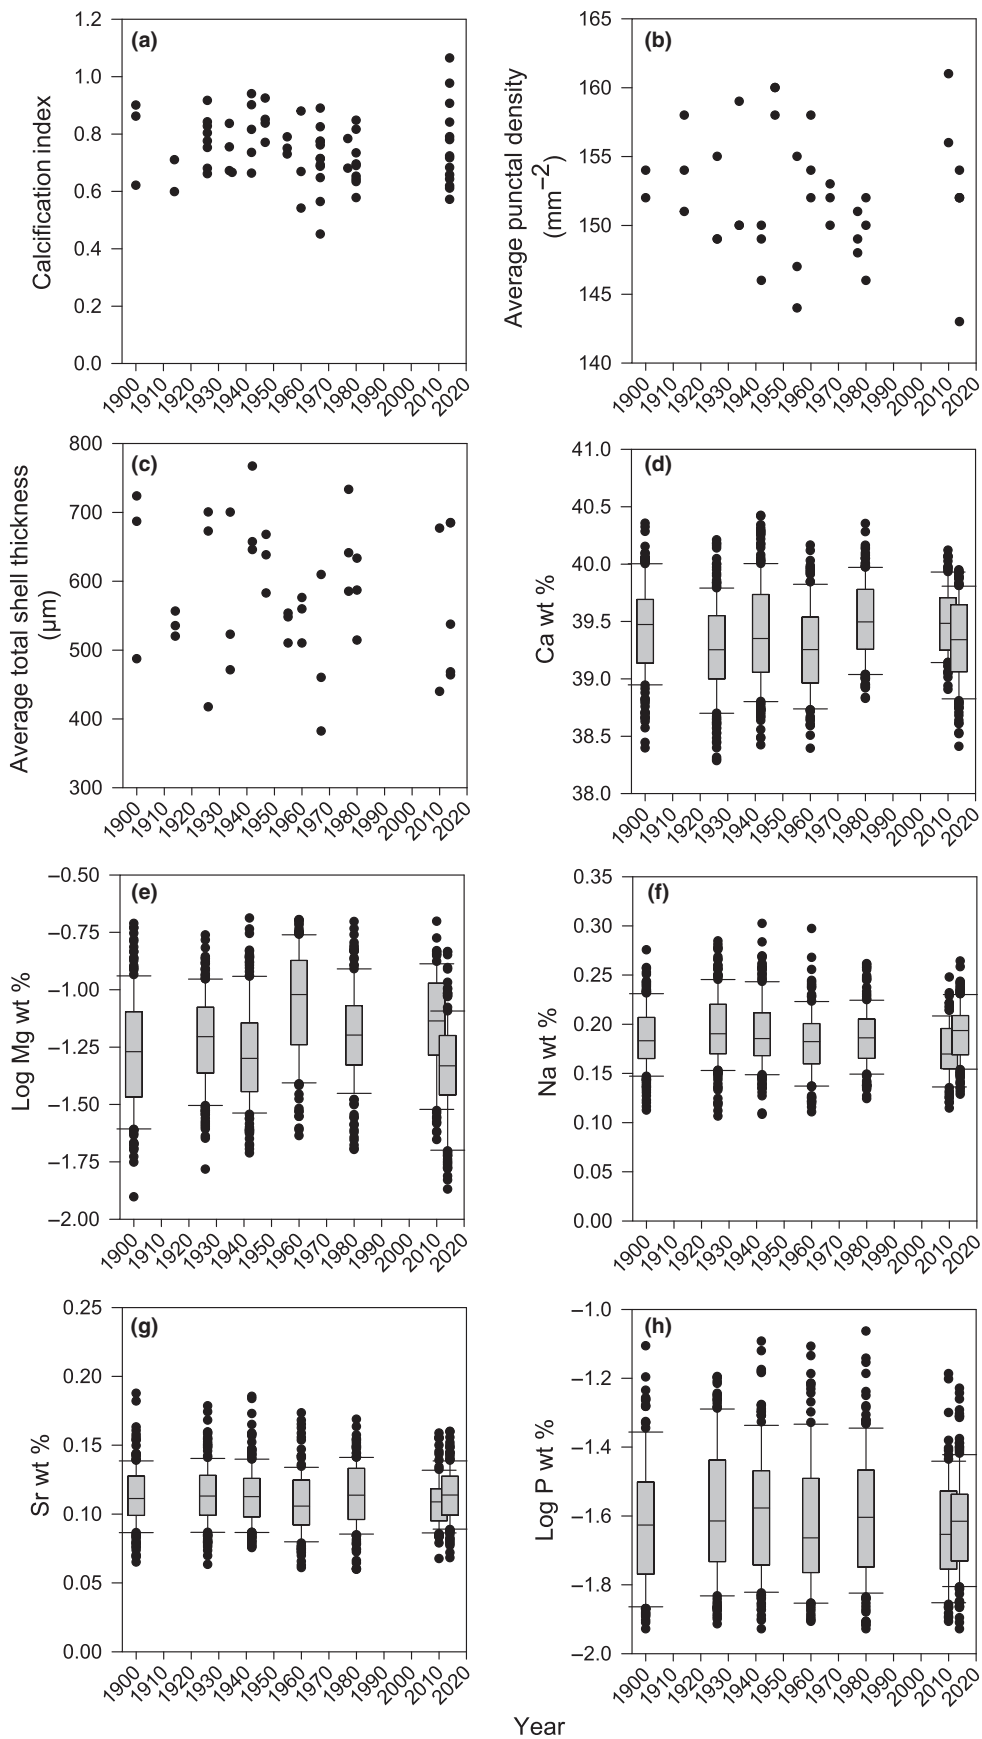 (a)
Calcification index
1.2
1.0
0.8
0.6
0.4
0.2
0.0
1900 1910 1920 1930 1940 1950 1960 1970 1980 1990 2000 2010 2020
(b)
Average punctal density
(mm−2)
165
160
155
150
145
140
1900 1910 1920 1930 1940 1950 1960 1970 1980 1990 2000 2010 2020
(c)
Average total shell thickness
(μm)
800
700
600
500
400
300
1900 1910 1920 1930 1940 1950 1960 1970 1980 1990 2000 2010 2020
(d)
Ca wt %
41.0
40.5
40.0
39.5
39.0
38.5
38.0
1900 1910 1920 1930 1940 1950 1960 1970 1980 1990 2000 2010 2020
(e)
Log Mg wt %
−0.50
−0.75
−1.00
−1.25
−1.50
−1.75
−2.00
1900 1910 1920 1930 1940 1950 1960 1970 1980 1990 2000 2010 2020
(f)
Na wt %
0.35
0.30
0.25
0.20
0.15
0.10
0.05
0.00
1900 1910 1920 1930 1940 1950 1960 1970 1980 1990 2000 2010 2020
(g)
Sr wt %
0.25
0.20
0.15
0.10
0.05
0.00
1900 1910 1920 1930 1940 1950 1960 1970 1980 1990 2000 2010 2020
(h)
Log P wt %
−1.0
−1.2
−1.4
−1.6
−1.8
−2.0
1900 1910 1920 1930 1940 1950 1960 1970 1980 1990 2000 2010 2020
Year